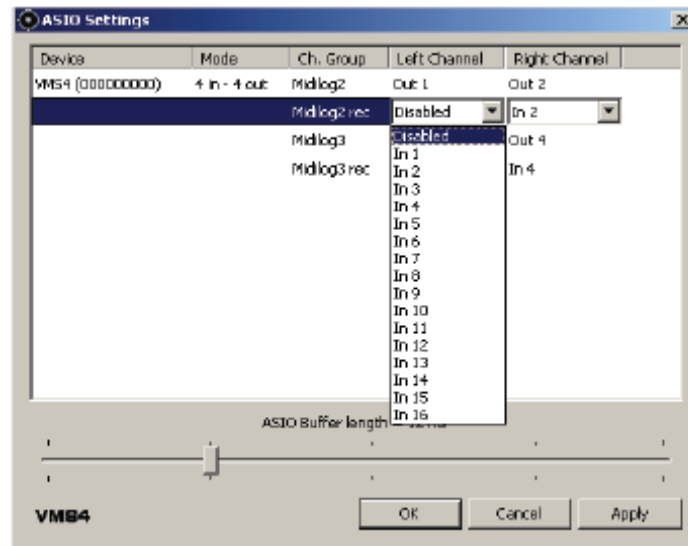 ASIO Settings
Device Mode Ch. Group Left Channel Right Channel
VMS4 (000000000) 4 in - 4 out Midilog2 Out 1 Out 2
Midilog2 rec Disabled In 2
Midilog3 Disabled Out 4
Midilog3 rec In 1 In 4
In 2
In 3
In 4
In 5
In 6
In 7
In 8
In 9
In 10
In 11
In 12
In 13
In 14
In 15
In 16
ASIO Buffer length
VMS4 OK Cancel Apply